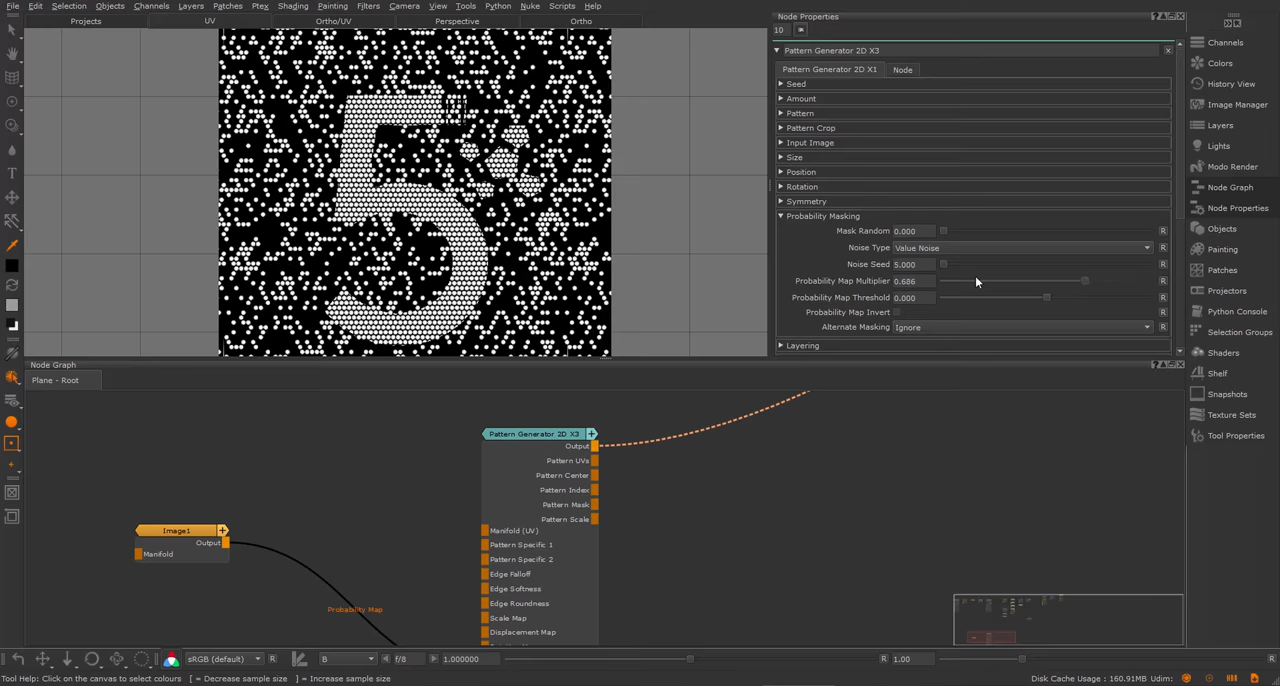 File Edit Selection Objects Channels Layers Patches Ptex Shading Painting Filters Camera View Tools Python Nuke Scripts Help
Projects UV Ortho/UV Perspective Ortho
5
Node Properties
10
Pattern Generator 2D X3
Pattern Generator 2D X1 Node
Seed
Amount
Pattern
Pattern Crop
Input Image
Size
Position
Rotation
Symmetry
Probability Masking
Mask Random 0.000 R
Noise Type Value Noise R
Noise Seed 5.000 R
Probability Map Multiplier 0.686 R
Probability Map Threshold 0.000 R
Probability Map Invert R
Alternate Masking Ignore R
Layering
Channels
Colors
History View
Image Manager
Layers
Lights
Modo Render
Node Graph
Node Properties
Objects
Painting
Patches
Projectors
Python Console
Selection Groups
Shaders
Shelf
Snapshots
Texture Sets
Tool Properties
Node Graph
Plane - Root
Pattern Generator 2D X3 +
Output
Pattern UVs
Pattern Center
Pattern Index
Pattern Mask
Pattern Scale
Manifold (UV)
Pattern Specific 1
Pattern Specific 2
Edge Falloff
Edge Softness
Edge Roundness
Scale Map
Displacement Map
Image1 +
Output
Manifold
Probability Map
sRGB (default) R B f/8 1.000000 R 1.00 R
Tool Help: Click on the canvas to select colours [ = Decrease sample size ] = Increase sample size
Disk Cache Usage : 160.91MB Udim: